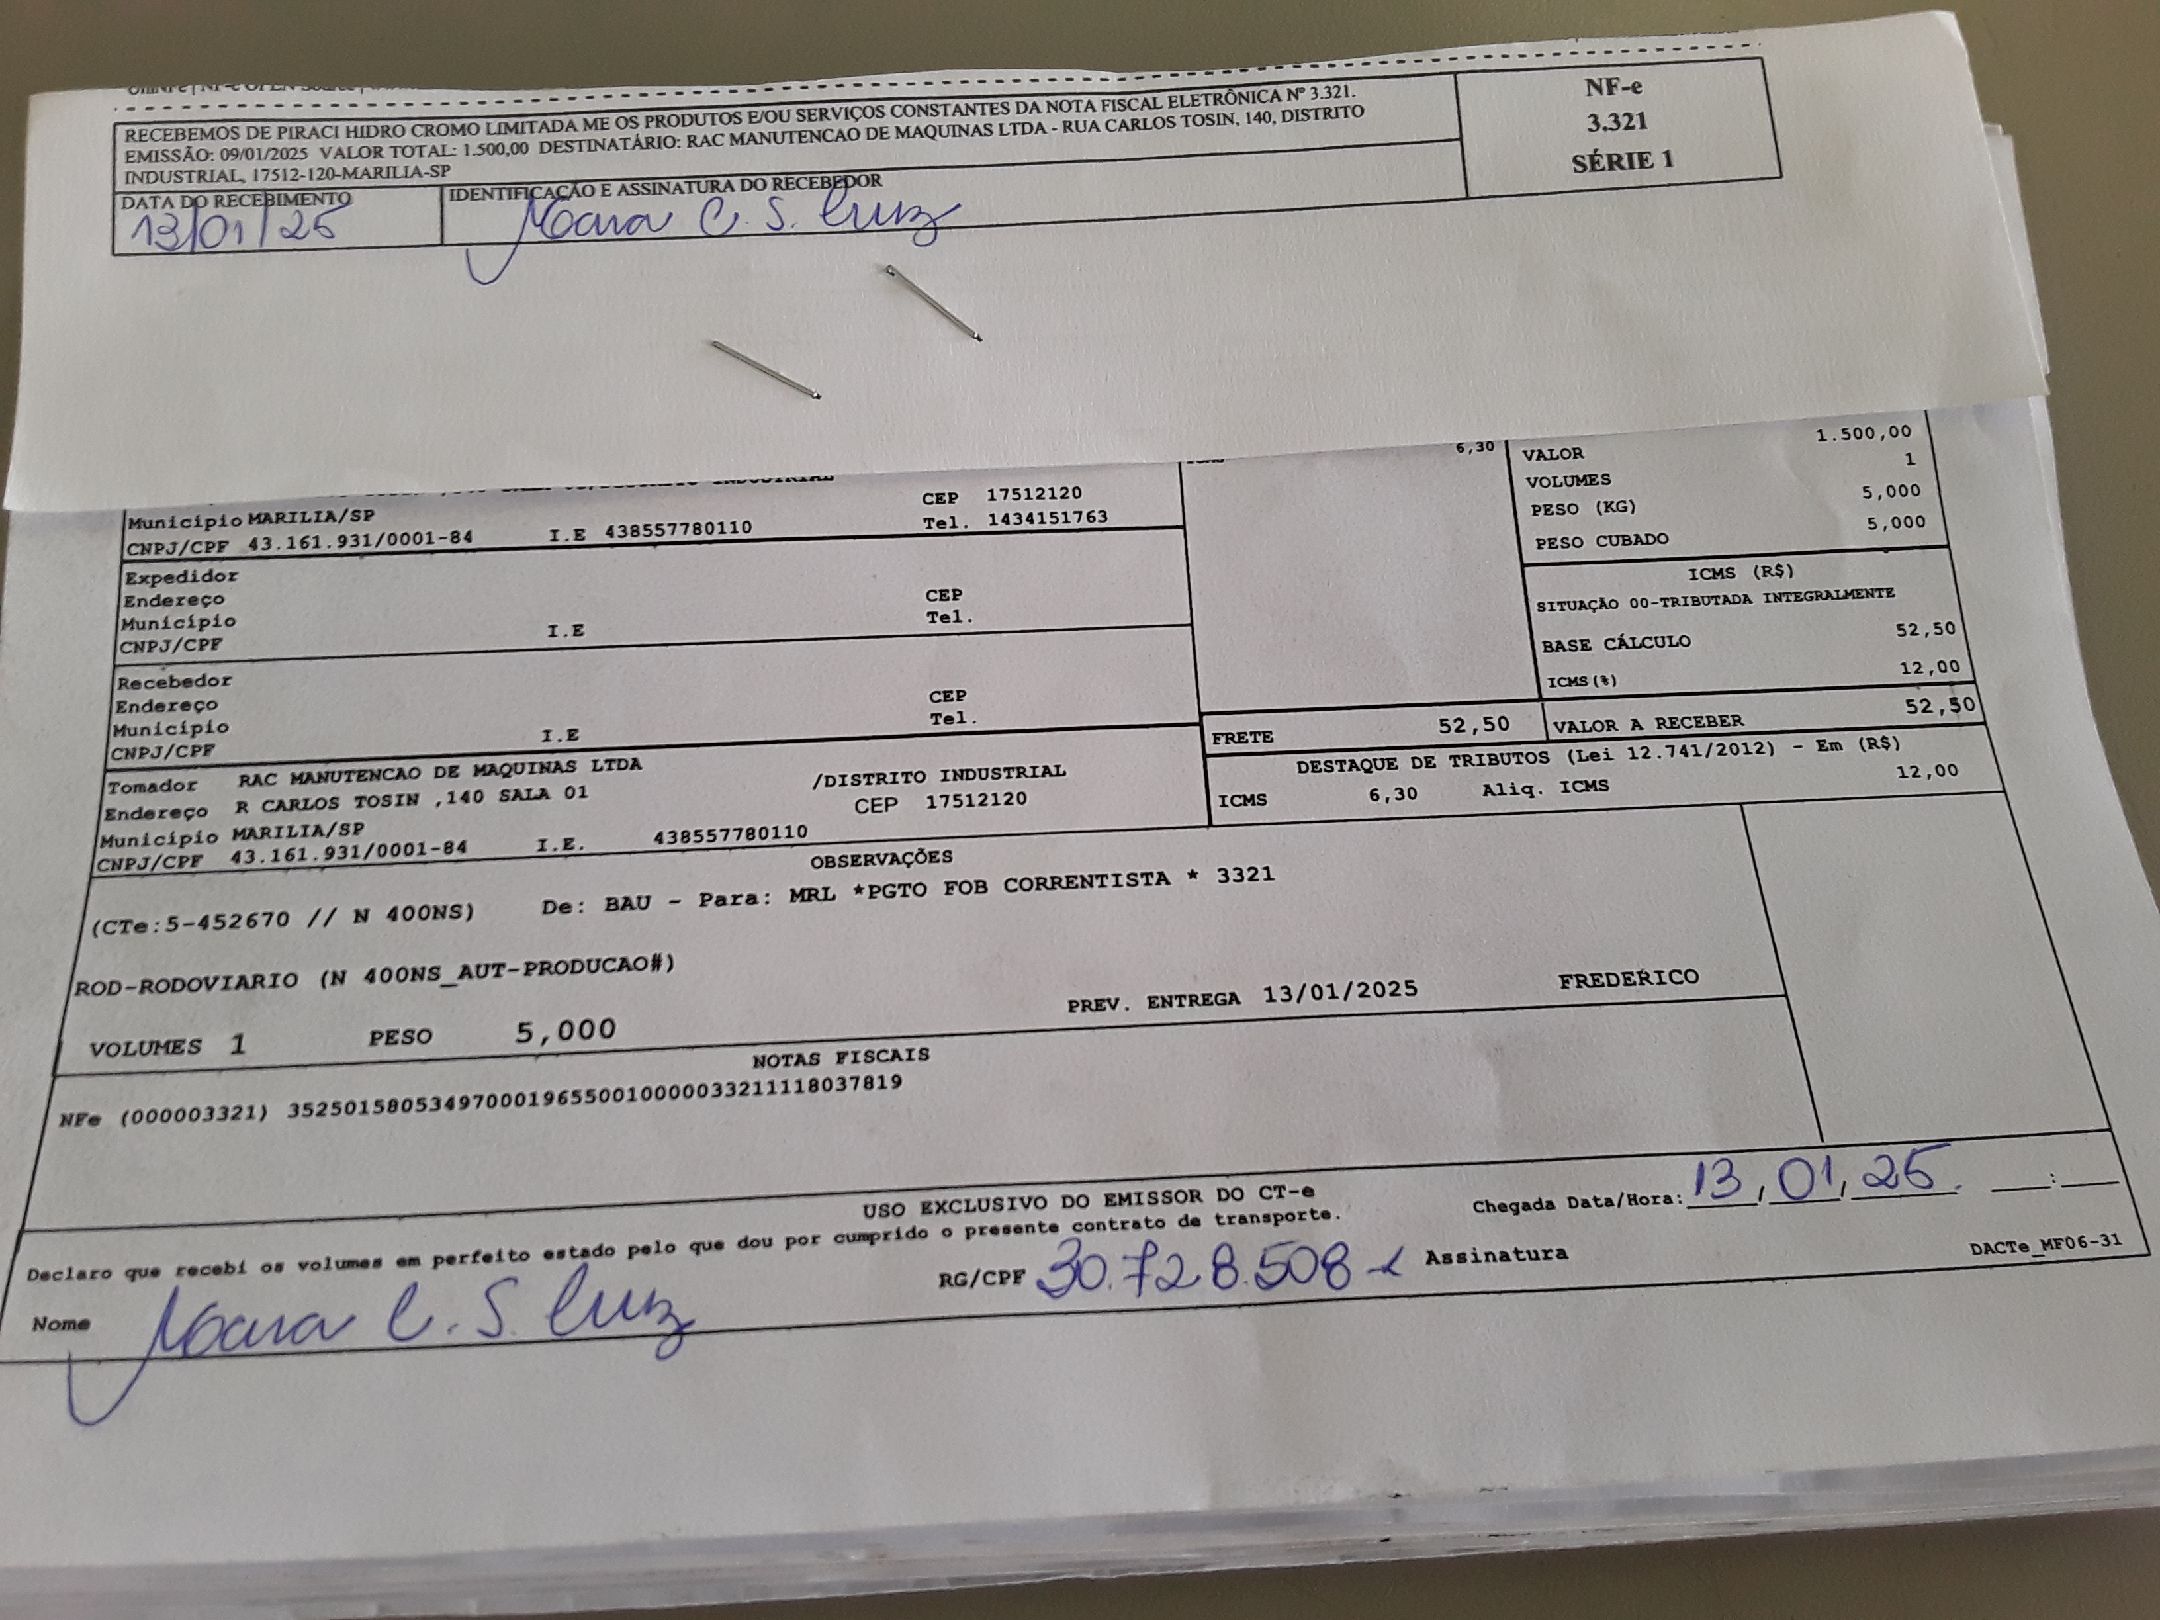 RECEBEMOS DE PIRACI HIDRO CROMO LIMITADA ME OS PRODUTOS E/OU SERVIÇOS CONSTANTES DA NOTA FISCAL ELETRÔNICA Nº 3.321.
EMISSÃO: 09/01/2025 VALOR TOTAL: 1.500,00 DESTINATÁRIO: RAC MANUTENCAO DE MAQUINAS LTDA - RUA CARLOS TOSIN, 140, DISTRITO
INDUSTRIAL, 17512-120-MARILIA-SP
NF-e
3.321
SÉRIE 1
DATA DO RECEBIMENTO
13/01/25
IDENTIFICAÇÃO E ASSINATURA DO RECEBEDOR
C. S. Cruz
6,30
VALOR 1.500,00
VOLUMES 1
PESO (KG) 5,000
PESO CUBADO 5,000
CEP 17512120
Município MARILIA/SP Tel. 1434151763
CNPJ/CPF 43.161.931/0001-84 I.E 438557780110
Expedidor
Endereço CEP
Município Tel.
CNPJ/CPF I.E
Recebedor
Endereço CEP
Município Tel.
CNPJ/CPF I.E
ICMS (R$)
SITUAÇÃO 00-TRIBUTADA INTEGRALMENTE
BASE CÁLCULO 52,50
ICMS(%) 12,00
FRETE 52,50 VALOR A RECEBER 52,50
DESTAQUE DE TRIBUTOS (Lei 12.741/2012) - Em (R$)
ICMS 6,30 Aliq. ICMS 12,00
Tomador RAC MANUTENCAO DE MAQUINAS LTDA
Endereço R CARLOS TOSIN ,140 SALA 01 /DISTRITO INDUSTRIAL
Município MARILIA/SP CEP 17512120
CNPJ/CPF 43.161.931/0001-84 I.E. 438557780110
OBSERVAÇÕES
(CTe:5-452670 // N 400NS) De: BAU - Para: MRL *PGTO FOB CORRENTISTA * 3321
ROD-RODOVIARIO (N 400NS_AUT-PRODUCAO#)
PREV. ENTREGA 13/01/2025 FREDERICO
VOLUMES 1 PESO 5,000
NOTAS FISCAIS
NFe (000003321) 35250158053497000196550010000033211118037819
USO EXCLUSIVO DO EMISSOR DO CT-e
Declaro que recebi os volumes em perfeito estado pelo que dou por cumprido o presente contrato de transporte.
Chegada Data/Hora: 13,01,25. __:__
Nome C. S. Cruz RG/CPF 30.728.508 Assinatura
DACTe_MF06-31